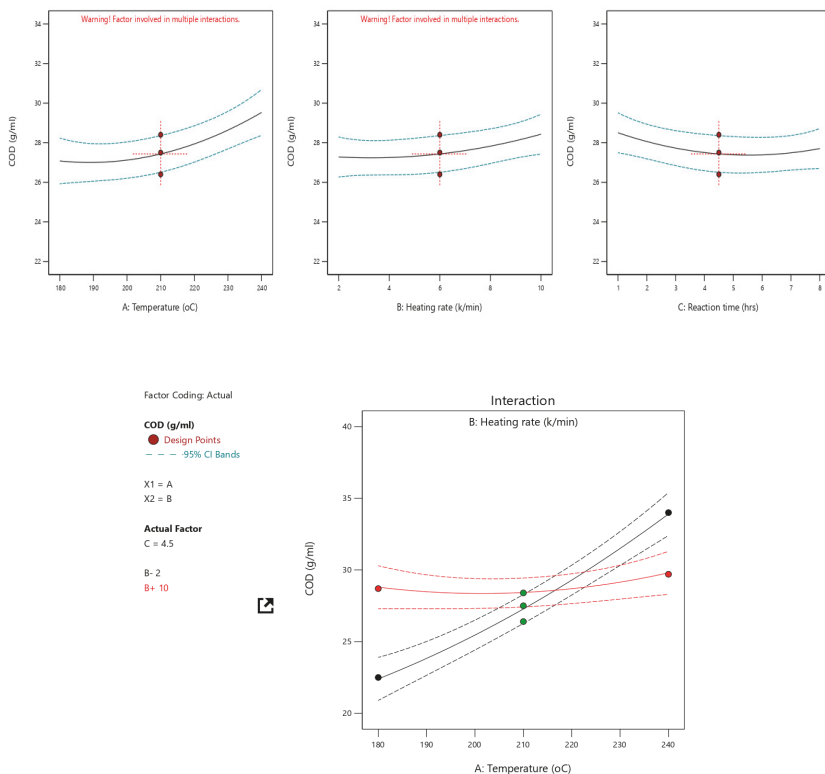 Warning! Factor involved in multiple interactions.
34
32
30
28
26
24
22
COD (g/ml)
180 190 200 210 220 230 240
A: Temperature (oC)
Warning! Factor involved in multiple interactions.
34
32
30
28
26
24
22
COD (g/ml)
2 4 6 8 10
B: Heating rate (k/min)
34
32
30
28
26
24
22
COD (g/ml)
1 2 3 4 5 6 7 8
C: Reaction time (hrs)
Factor Coding: Actual
COD (g/ml)
Design Points
95% CI Bands
X1 = A
X2 = B
Actual Factor
C = 4.5
B- 2
B+ 10
Interaction
B: Heating rate (k/min)
40
35
30
25
20
COD (g/ml)
180 190 200 210 220 230 240
A: Temperature (oC)